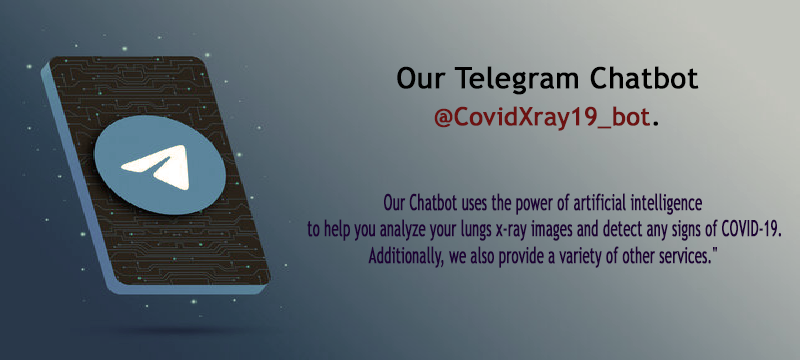 Our Telegram Chatbot
@CovidXray19_bot.
Our Chatbot uses the power of artificial intelligence
to help you analyze your lungs x-ray images and detect any signs of COVID-19.
Additionally, we also provide a variety of other services."